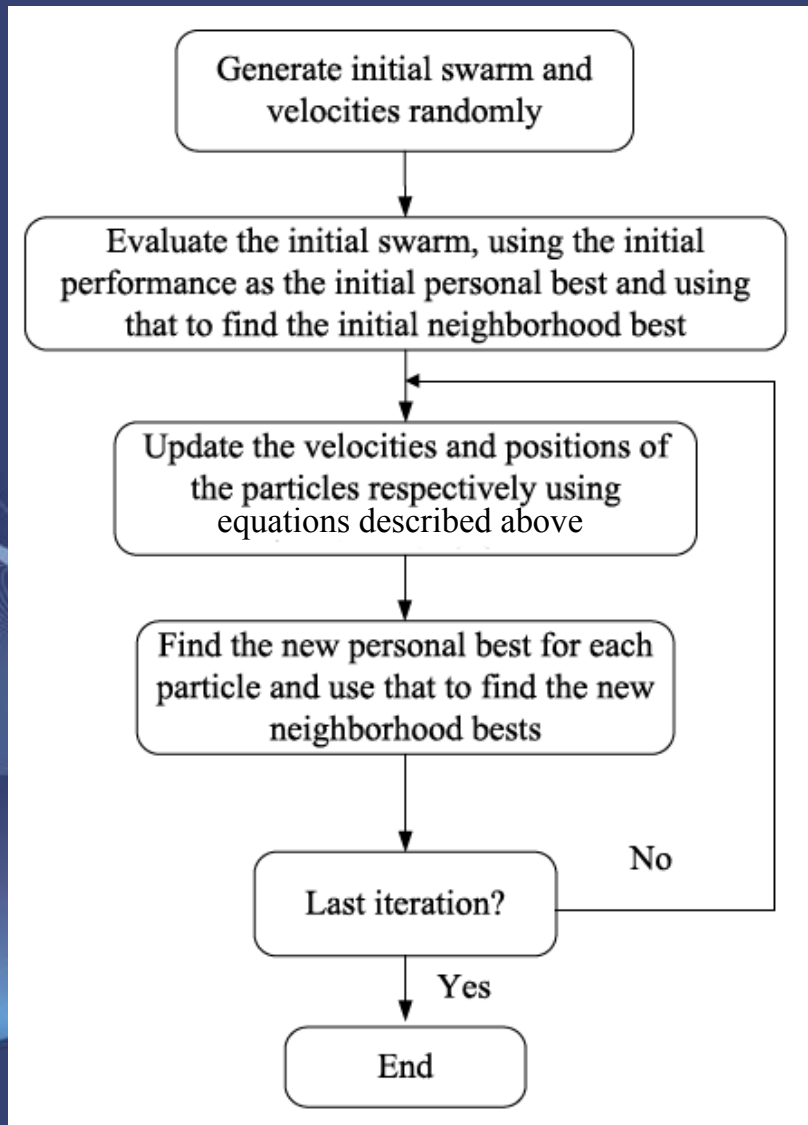 Generate initial swarm and
velocities randomly
Evaluate the initial swarm, using the initial
performance as the initial personal best and using
that to find the initial neighborhood best
Update the velocities and positions of
the particles respectively using
equations described above
Find the new personal best for each
particle and use that to find the new
neighborhood bests
No
Last iteration?
Yes
End